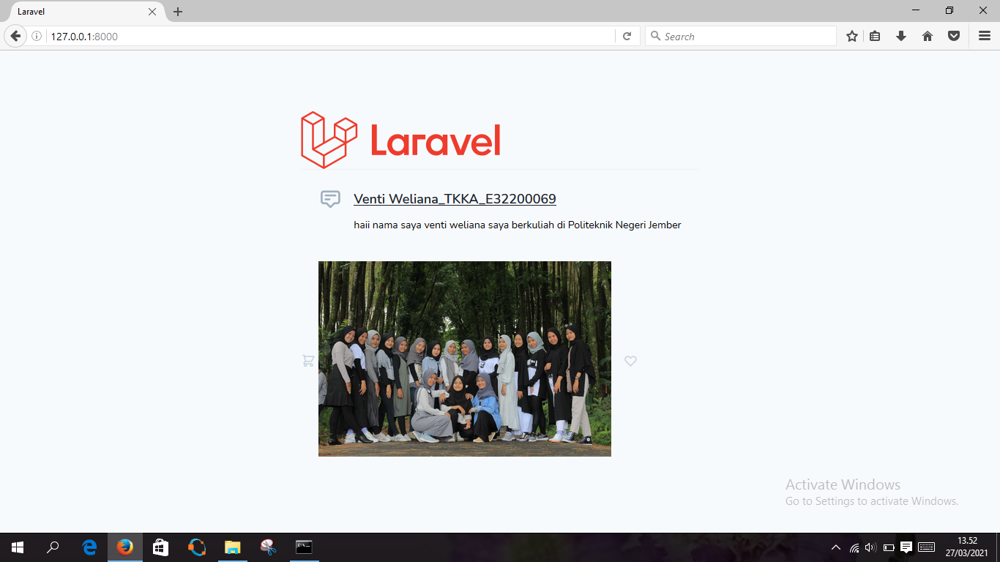 Laravel
127.0.0.1:8000
Search
Laravel
Venti Weliana_TKKA_E32200069
haii nama saya venti weliana saya berkuliah di Politeknik Negeri Jember
Activate Windows
Go to Settings to activate Windows.
13.52
27/03/2021